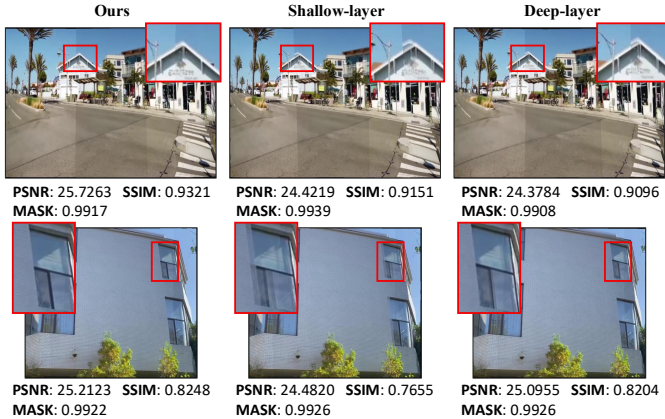 Ours Shallow-layer Deep-layer
PSNR: 25.7263 SSIM: 0.9321 PSNR: 24.4219 SSIM: 0.9151 PSNR: 24.3784 SSIM: 0.9096
MASK: 0.9917 MASK: 0.9939 MASK: 0.9908
PSNR: 25.2123 SSIM: 0.8248 PSNR: 24.4820 SSIM: 0.7655 PSNR: 25.0955 SSIM: 0.8204
MASK: 0.9922 MASK: 0.9926 MASK: 0.9926